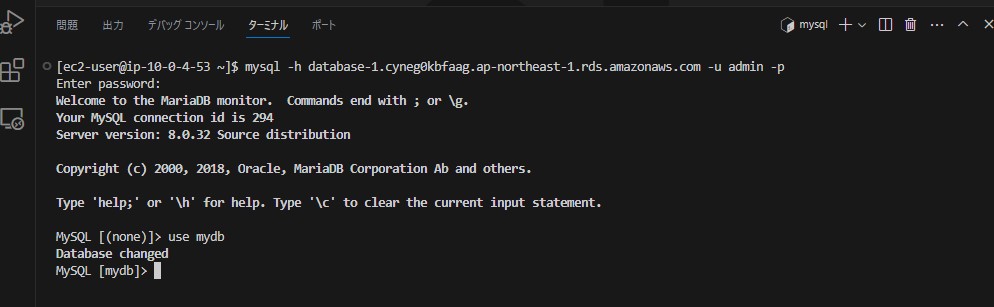 問題 出力 デバッグ コンソール ターミナル ポート mysql
[ec2-user@ip-10-0-4-53 ~]$ mysql -h database-1.cyneg0kbfaag.ap-northeast-1.rds.amazonaws.com -u admin -p
Enter password:
Welcome to the MariaDB monitor.  Commands end with ; or \g.
Your MySQL connection id is 294
Server version: 8.0.32 Source distribution

Copyright (c) 2000, 2018, Oracle, MariaDB Corporation Ab and others.

Type 'help;' or '\h' for help. Type '\c' to clear the current input statement.

MySQL [(none)]> use mydb
Database changed
MySQL [mydb]>